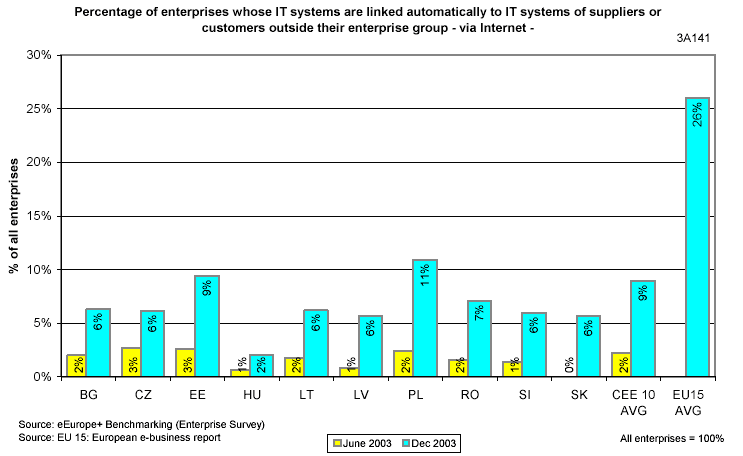 Percentage of enterprises whose IT systems are linked automatically to IT systems of suppliers or
customers outside their enterprise group - via Internet -
3A141
% of all enterprises
30%
25%
20%
15%
10%
5%
0%
2% 6% 3% 6% 3% 9% 1% 2% 2% 6% 1% 6% 2% 11% 2% 7% 1% 6% 0% 6% 2% 9% 26%
BG CZ EE HU LT LV PL RO SI SK CEE 10 EU15
AVG AVG
Source: eEurope+ Benchmarking (Enterprise Survey)
Source: EU 15: European e-business report
June 2003 Dec 2003
All enterprises = 100%